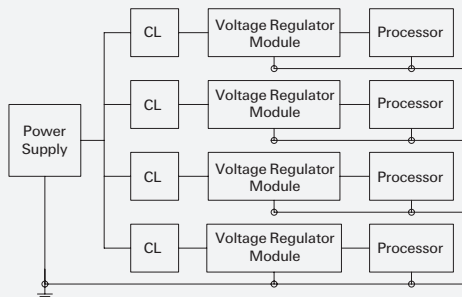 CL
Voltage Regulator
Module
Processor
CL
Voltage Regulator
Module
Processor
Power
Supply
CL
Voltage Regulator
Module
Processor
CL
Voltage Regulator
Module
Processor